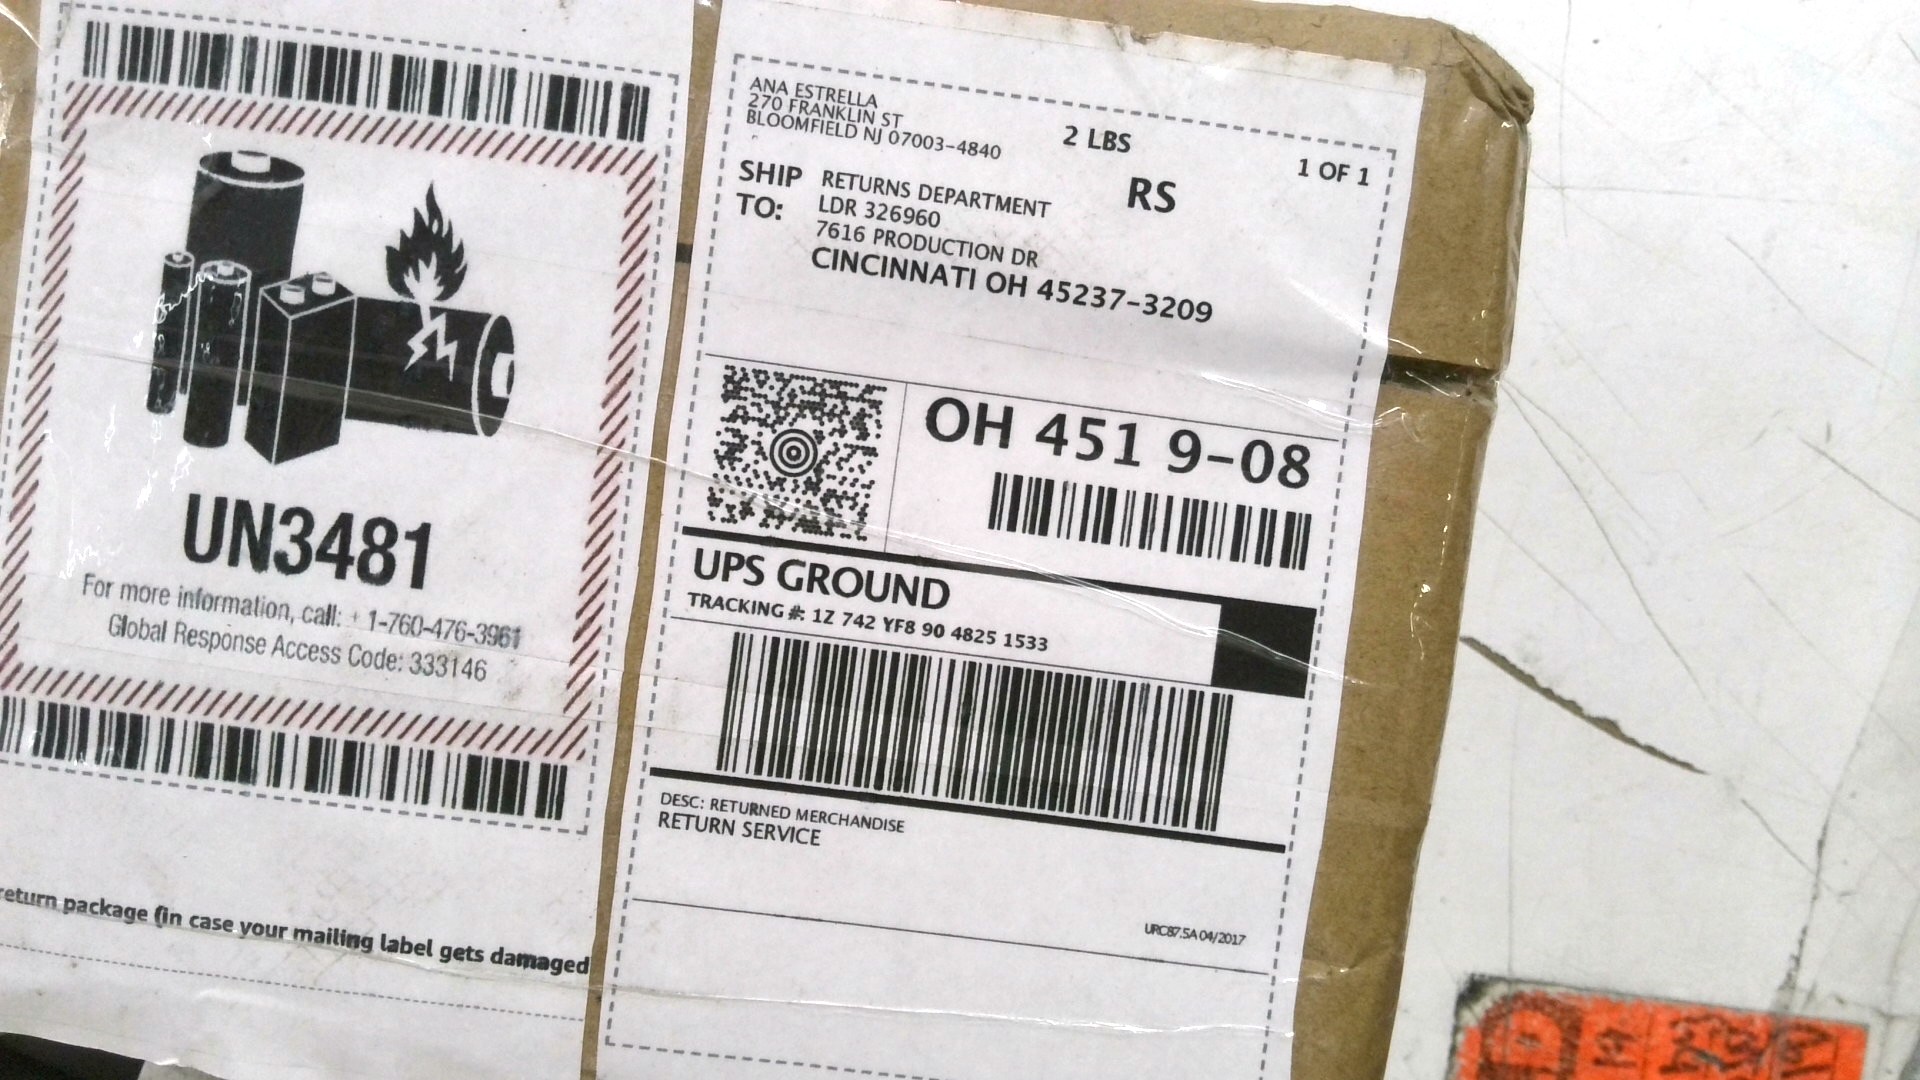 UN3481
For more information, call: + 1-760-476-3961
Global Response Access Code: 333146
return package (in case your mailing label gets damaged
ANA ESTRELLA
270 FRANKLIN ST
BLOOMFIELD NJ 07003-4840
2 LBS
1 OF 1
RS
SHIP TO:
RETURNS DEPARTMENT
LDR 326960
7616 PRODUCTION DR
CINCINNATI OH 45237-3209
OH 451 9-08
UPS GROUND
TRACKING #: 1Z 742 YF8 90 4825 1533
DESC: RETURNED MERCHANDISE
RETURN SERVICE
URC87.5A 04/2017